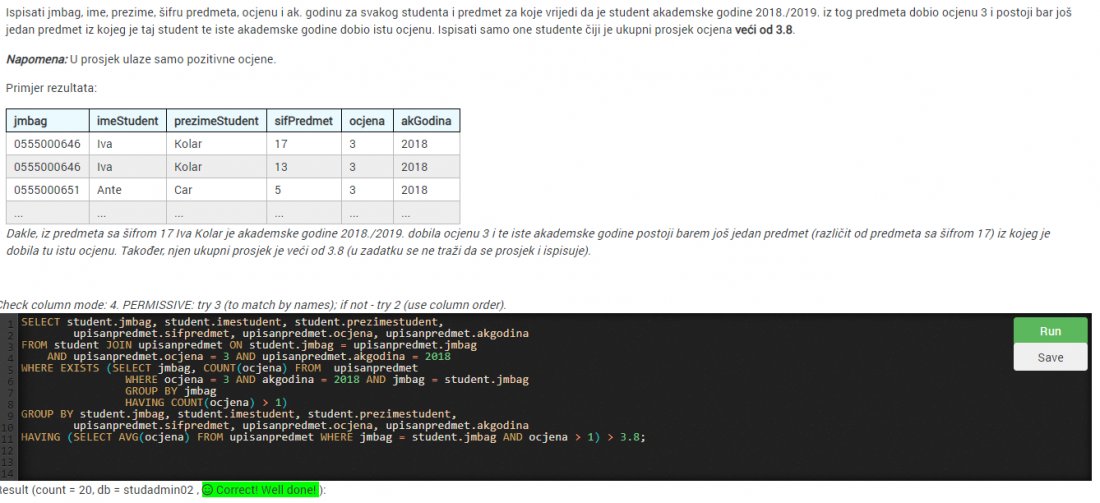 Ispisati jmbag, ime, prezime, šifru predmeta, ocjenu i ak. godinu za svakog studenta i predmet za koje vrijedi da je student akademske godine 2018./2019. iz tog predmeta dobio ocjenu 3 i postoji bar još
jedan predmet iz kojeg je taj student te iste akademske godine dobio istu ocjenu. Ispisati samo one studente čiji je ukupni prosjek ocjena veći od 3.8.
Napomena: U prosjek ulaze samo pozitivne ocjene.
Primjer rezultata:
jmbag imeStudent prezimeStudent sifPredmet ocjena akGodina
0555000646 Iva Kolar 17 3 2018
0555000646 Iva Kolar 13 3 2018
0555000651 Ante Car 5 3 2018
... ... ... ... ... ...
Dakle, iz predmeta sa šifrom 17 Iva Kolar je akademske godine 2018./2019. dobila ocjenu 3 i te iste akademske godine postoji barem još jedan predmet (različit od predmeta sa šifrom 17) iz kojeg je
dobila tu istu ocjenu. Također, njen ukupni prosjek je veći od 3.8 (u zadatku se ne traži da se prosjek i ispisuje).
Check column mode: 4. PERMISSIVE: try 3 (to match by names); if not - try 2 (use column order).
1 SELECT student.jmbag, student.imestudent, student.prezimestudent,
2 upisanpredmet.sifpredmet, upisanpredmet.ocjena, upisanpredmet.akgodina
3 FROM student JOIN upisanpredmet ON student.jmbag = upisanpredmet.jmbag
4 AND upisanpredmet.ocjena = 3 AND upisanpredmet.akgodina = 2018
5 WHERE EXISTS (SELECT jmbag, COUNT(ocjena) FROM upisanpredmet
6 WHERE ocjena = 3 AND akgodina = 2018 AND jmbag = student.jmbag
7 GROUP BY jmbag
8 HAVING COUNT(ocjena) > 1)
9 GROUP BY student.jmbag, student.imestudent, student.prezimestudent,
10 upisanpredmet.sifpredmet, upisanpredmet.ocjena, upisanpredmet.akgodina
11 HAVING (SELECT AVG(ocjena) FROM upisanpredmet WHERE jmbag = student.jmbag AND ocjena > 1) > 3.8;
12
13
14
Run
Save
Result (count = 20, db = studadmin02 , Correct! Well done! ):